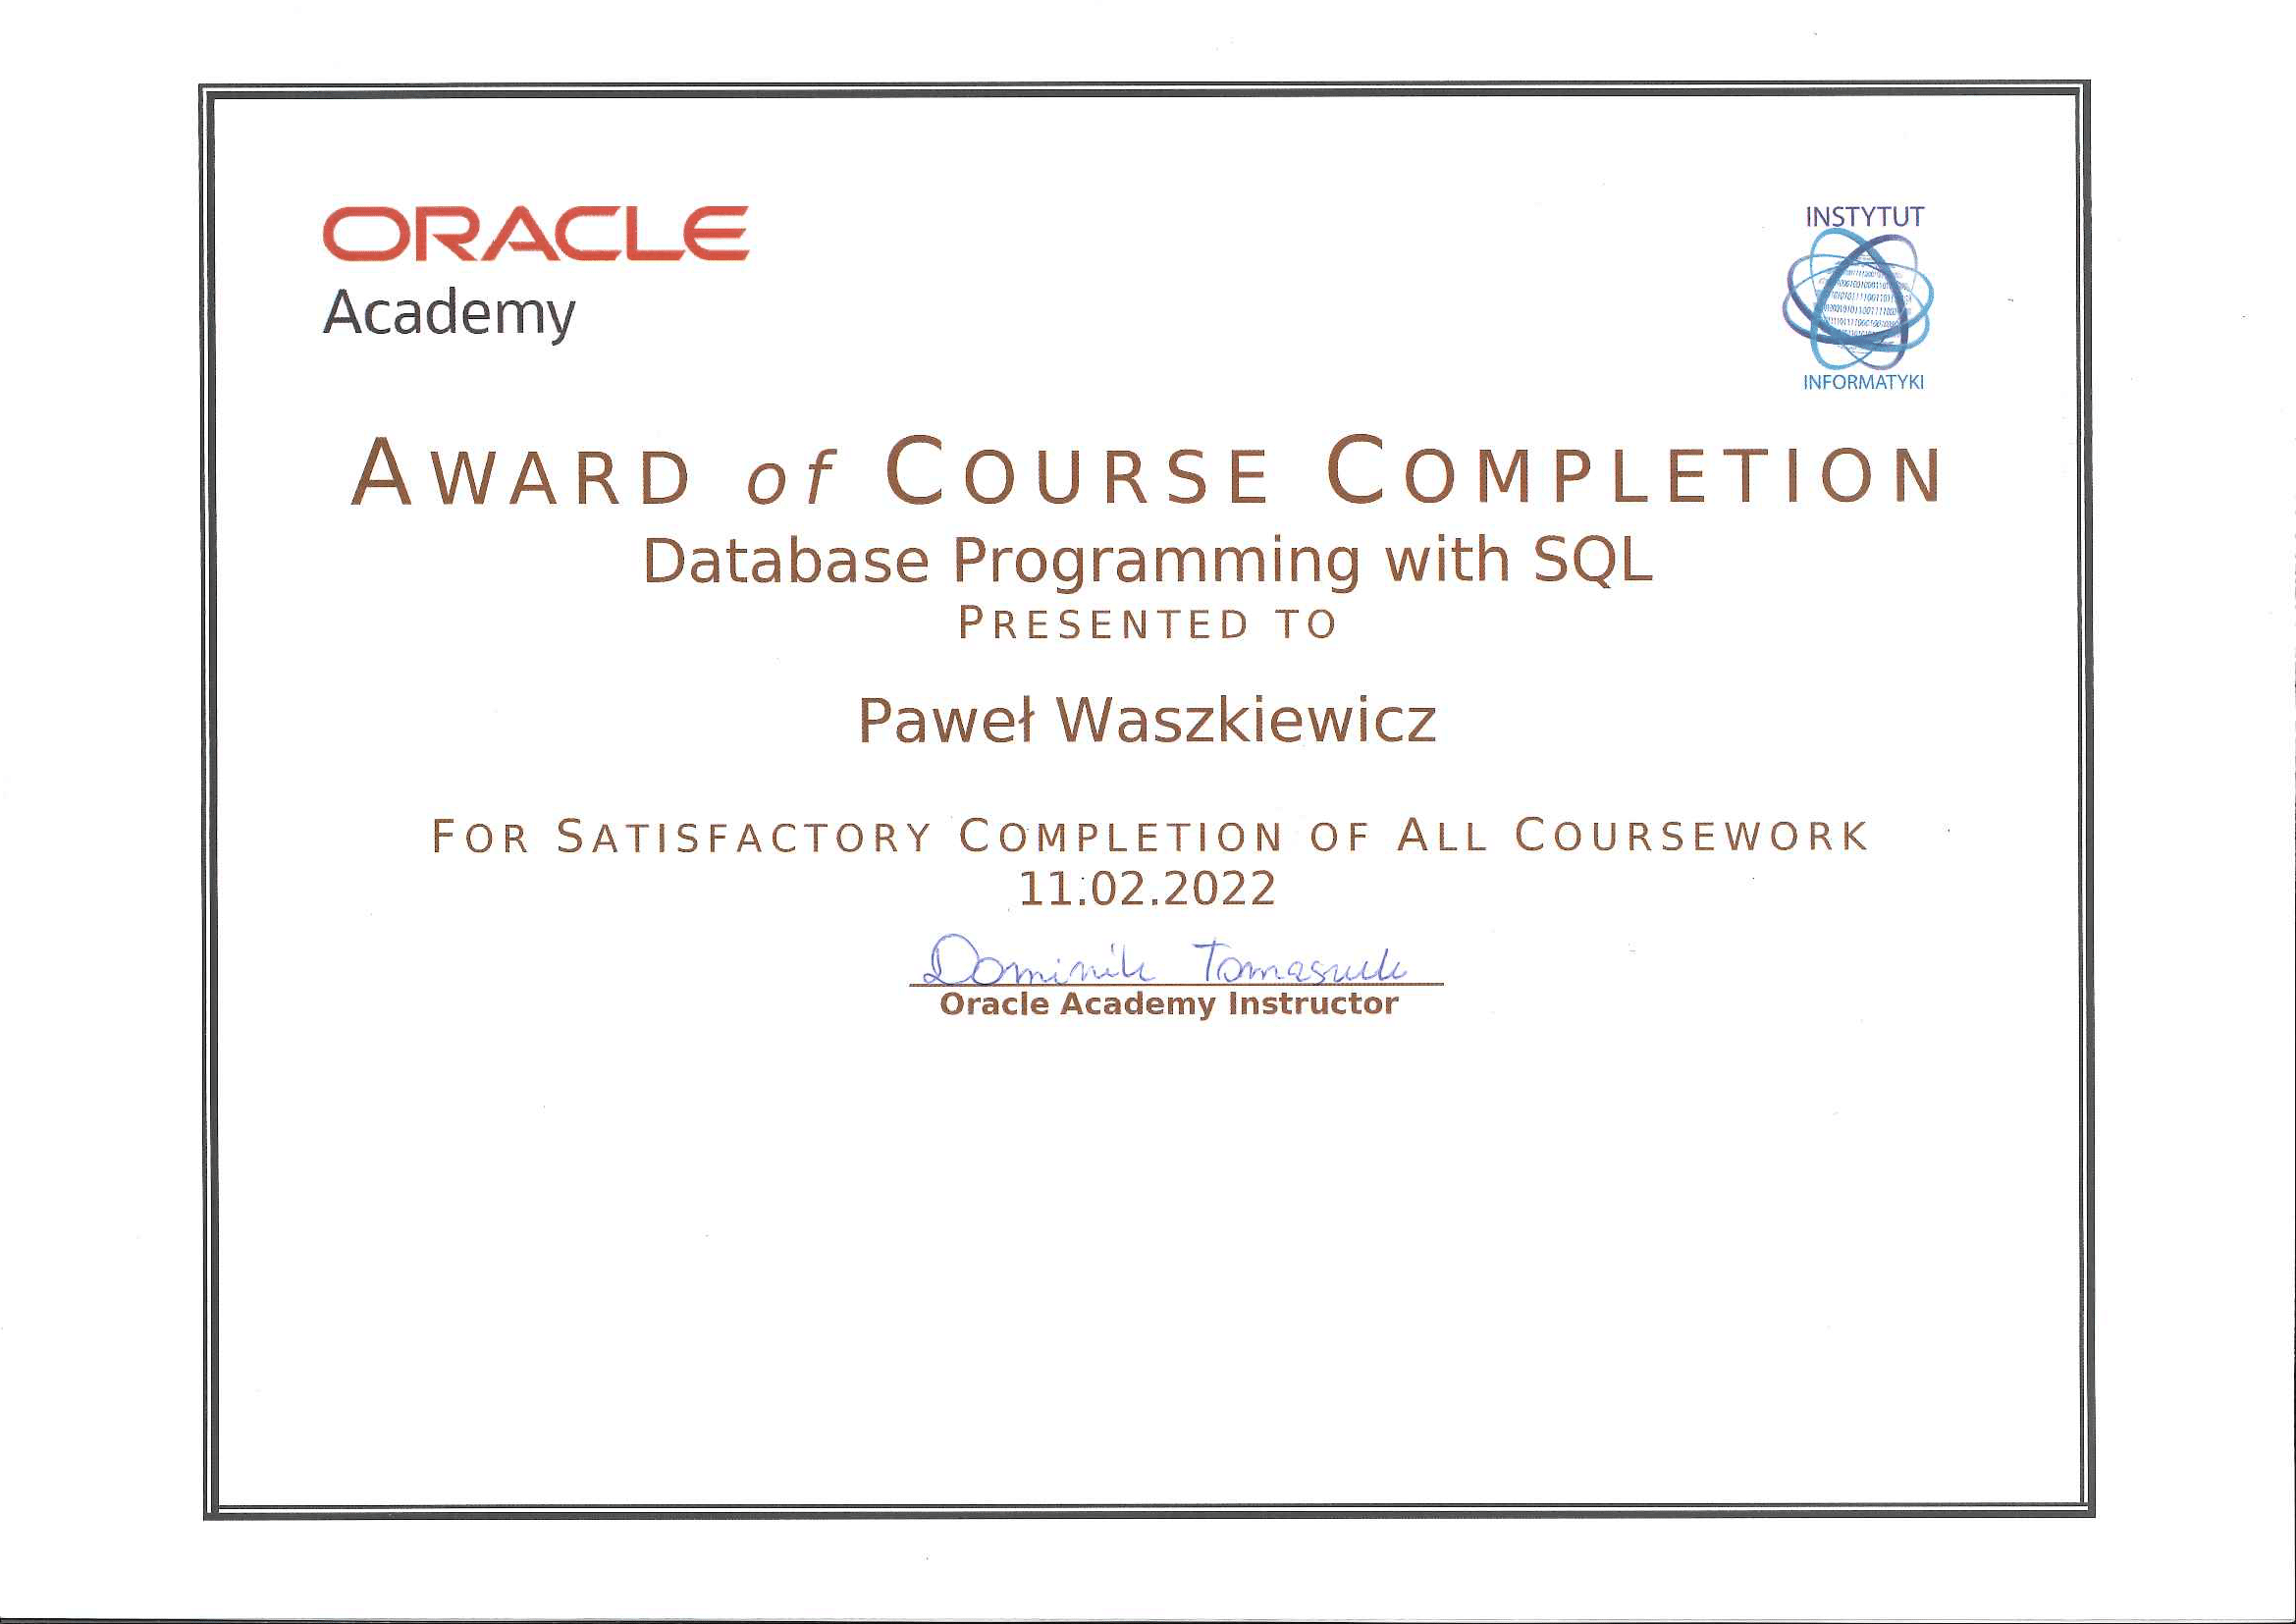 ORACLE
Academy
INSTYTUT
INFORMATYKI
AWARD of COURSE COMPLETION
Database Programming with SQL
PRESENTED TO
Paweł Waszkiewicz
FOR SATISFACTORY COMPLETION OF ALL COURSEWORK
11.02.2022
Dominik Tomaszuk
Oracle Academy Instructor